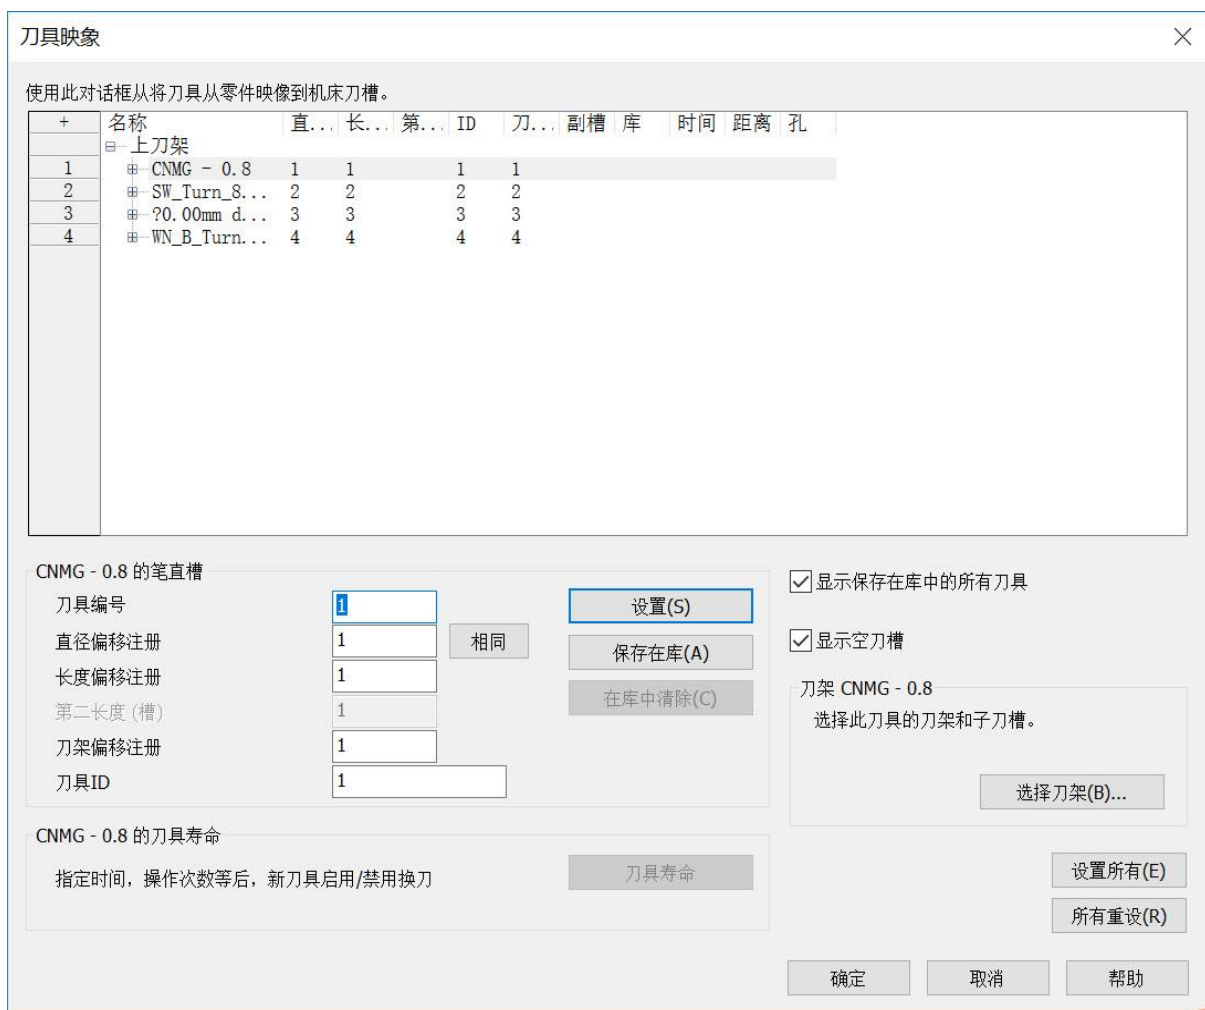 刀具映象
使用此对话框从将刀具从零件映像到机床刀槽。
+ 名称 直... 长... 第... ID 刀... 副槽 库 时间 距离 孔
上刀架
1 CNMG - 0.8 1 1 1 1
2 SW_Turn_8... 2 2 2 2
3 ?0.00mm d... 3 3 3 3
4 WN_B_Turn... 4 4 4 4
CNMG - 0.8 的笔直槽
刀具编号 1 设置(S)
直径偏移注册 1 相同 保存在库(A)
长度偏移注册 1
第二长度 (槽) 1 在库中清除(C)
刀架偏移注册 1
刀具ID 1
显示保存在库中的所有刀具
显示空刀槽
刀架 CNMG - 0.8
选择此刀具的刀架和子刀槽。
选择刀架(B)...
CNMG - 0.8 的刀具寿命
指定时间，操作次数等后，新刀具启用/禁用换刀 刀具寿命
设置所有(E)
所有重设(R)
确定 取消 帮助